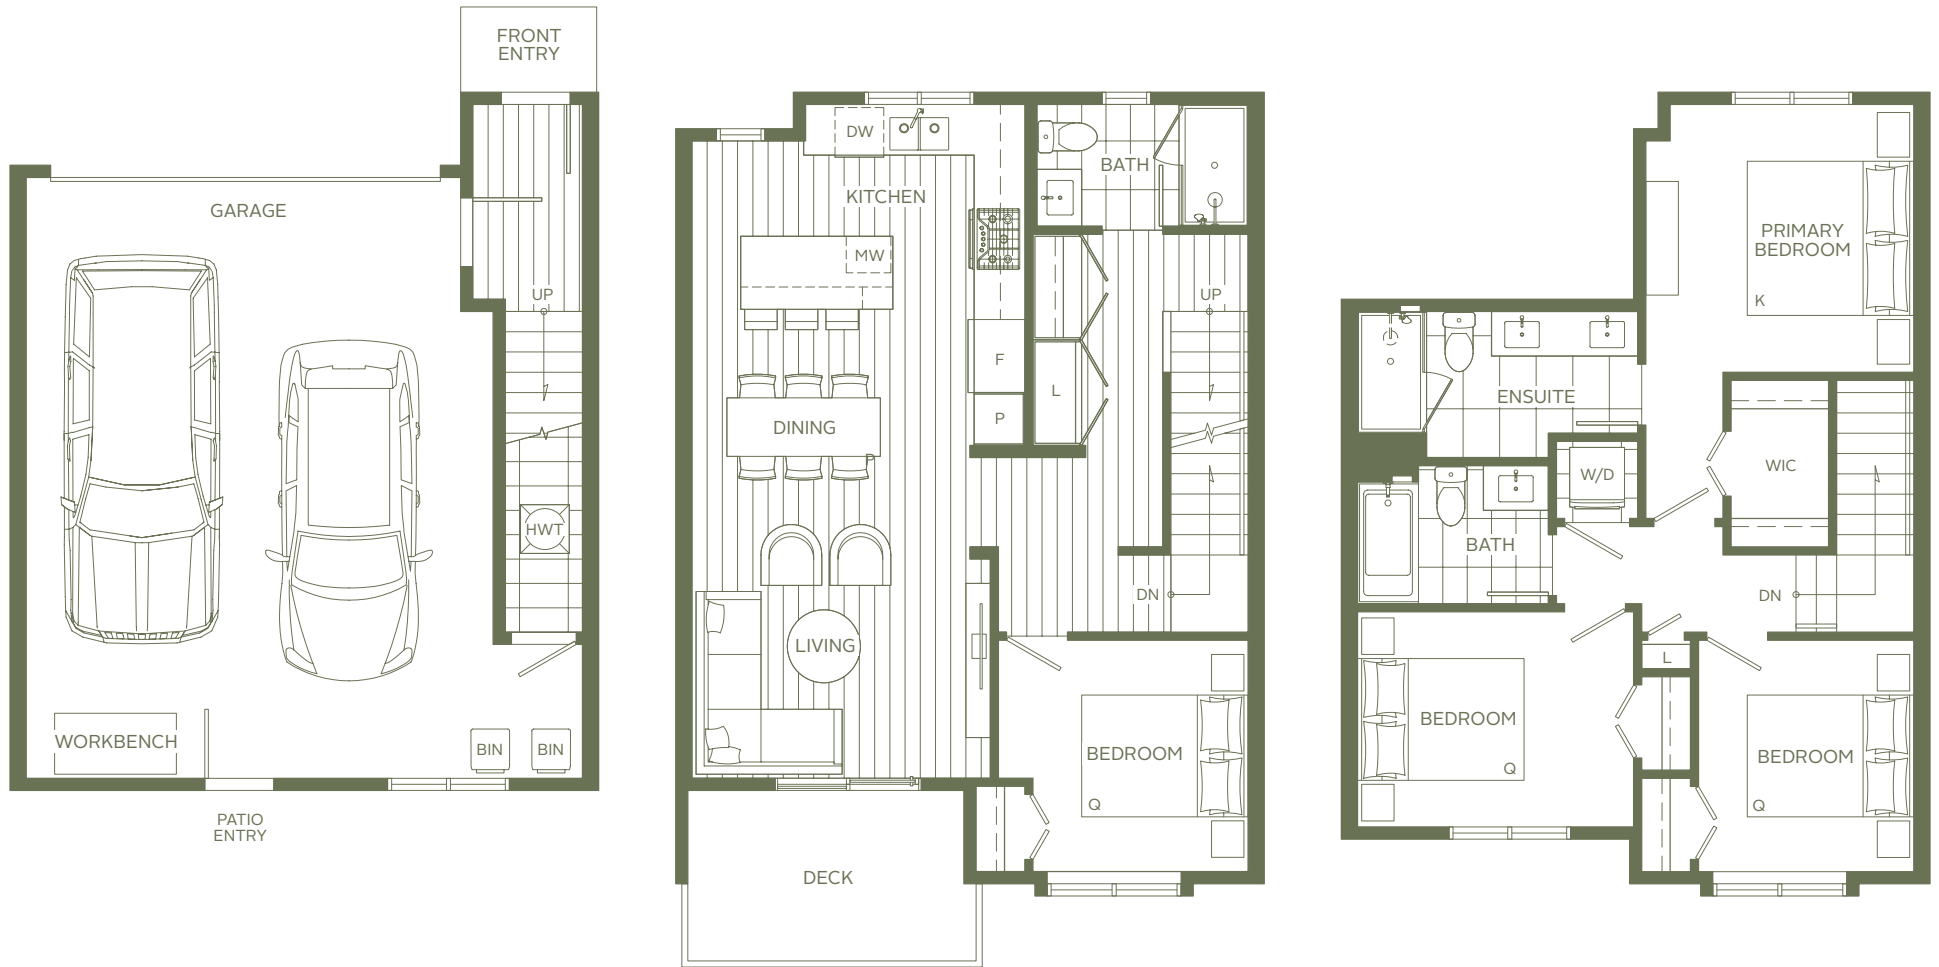 FRONT
ENTRY
GARAGE
UP
HWT
WORKBENCH
BIN
BIN
PATIO
ENTRY
DW
KITCHEN
BATH
MW
UP
F
L
P
DINING
P
DN
LIVING
BEDROOM
Q
DECK
PRIMARY
BEDROOM
K
ENSUITE
WIC
W/D
BATH
DN
L
BEDROOM
Q
BEDROOM
Q